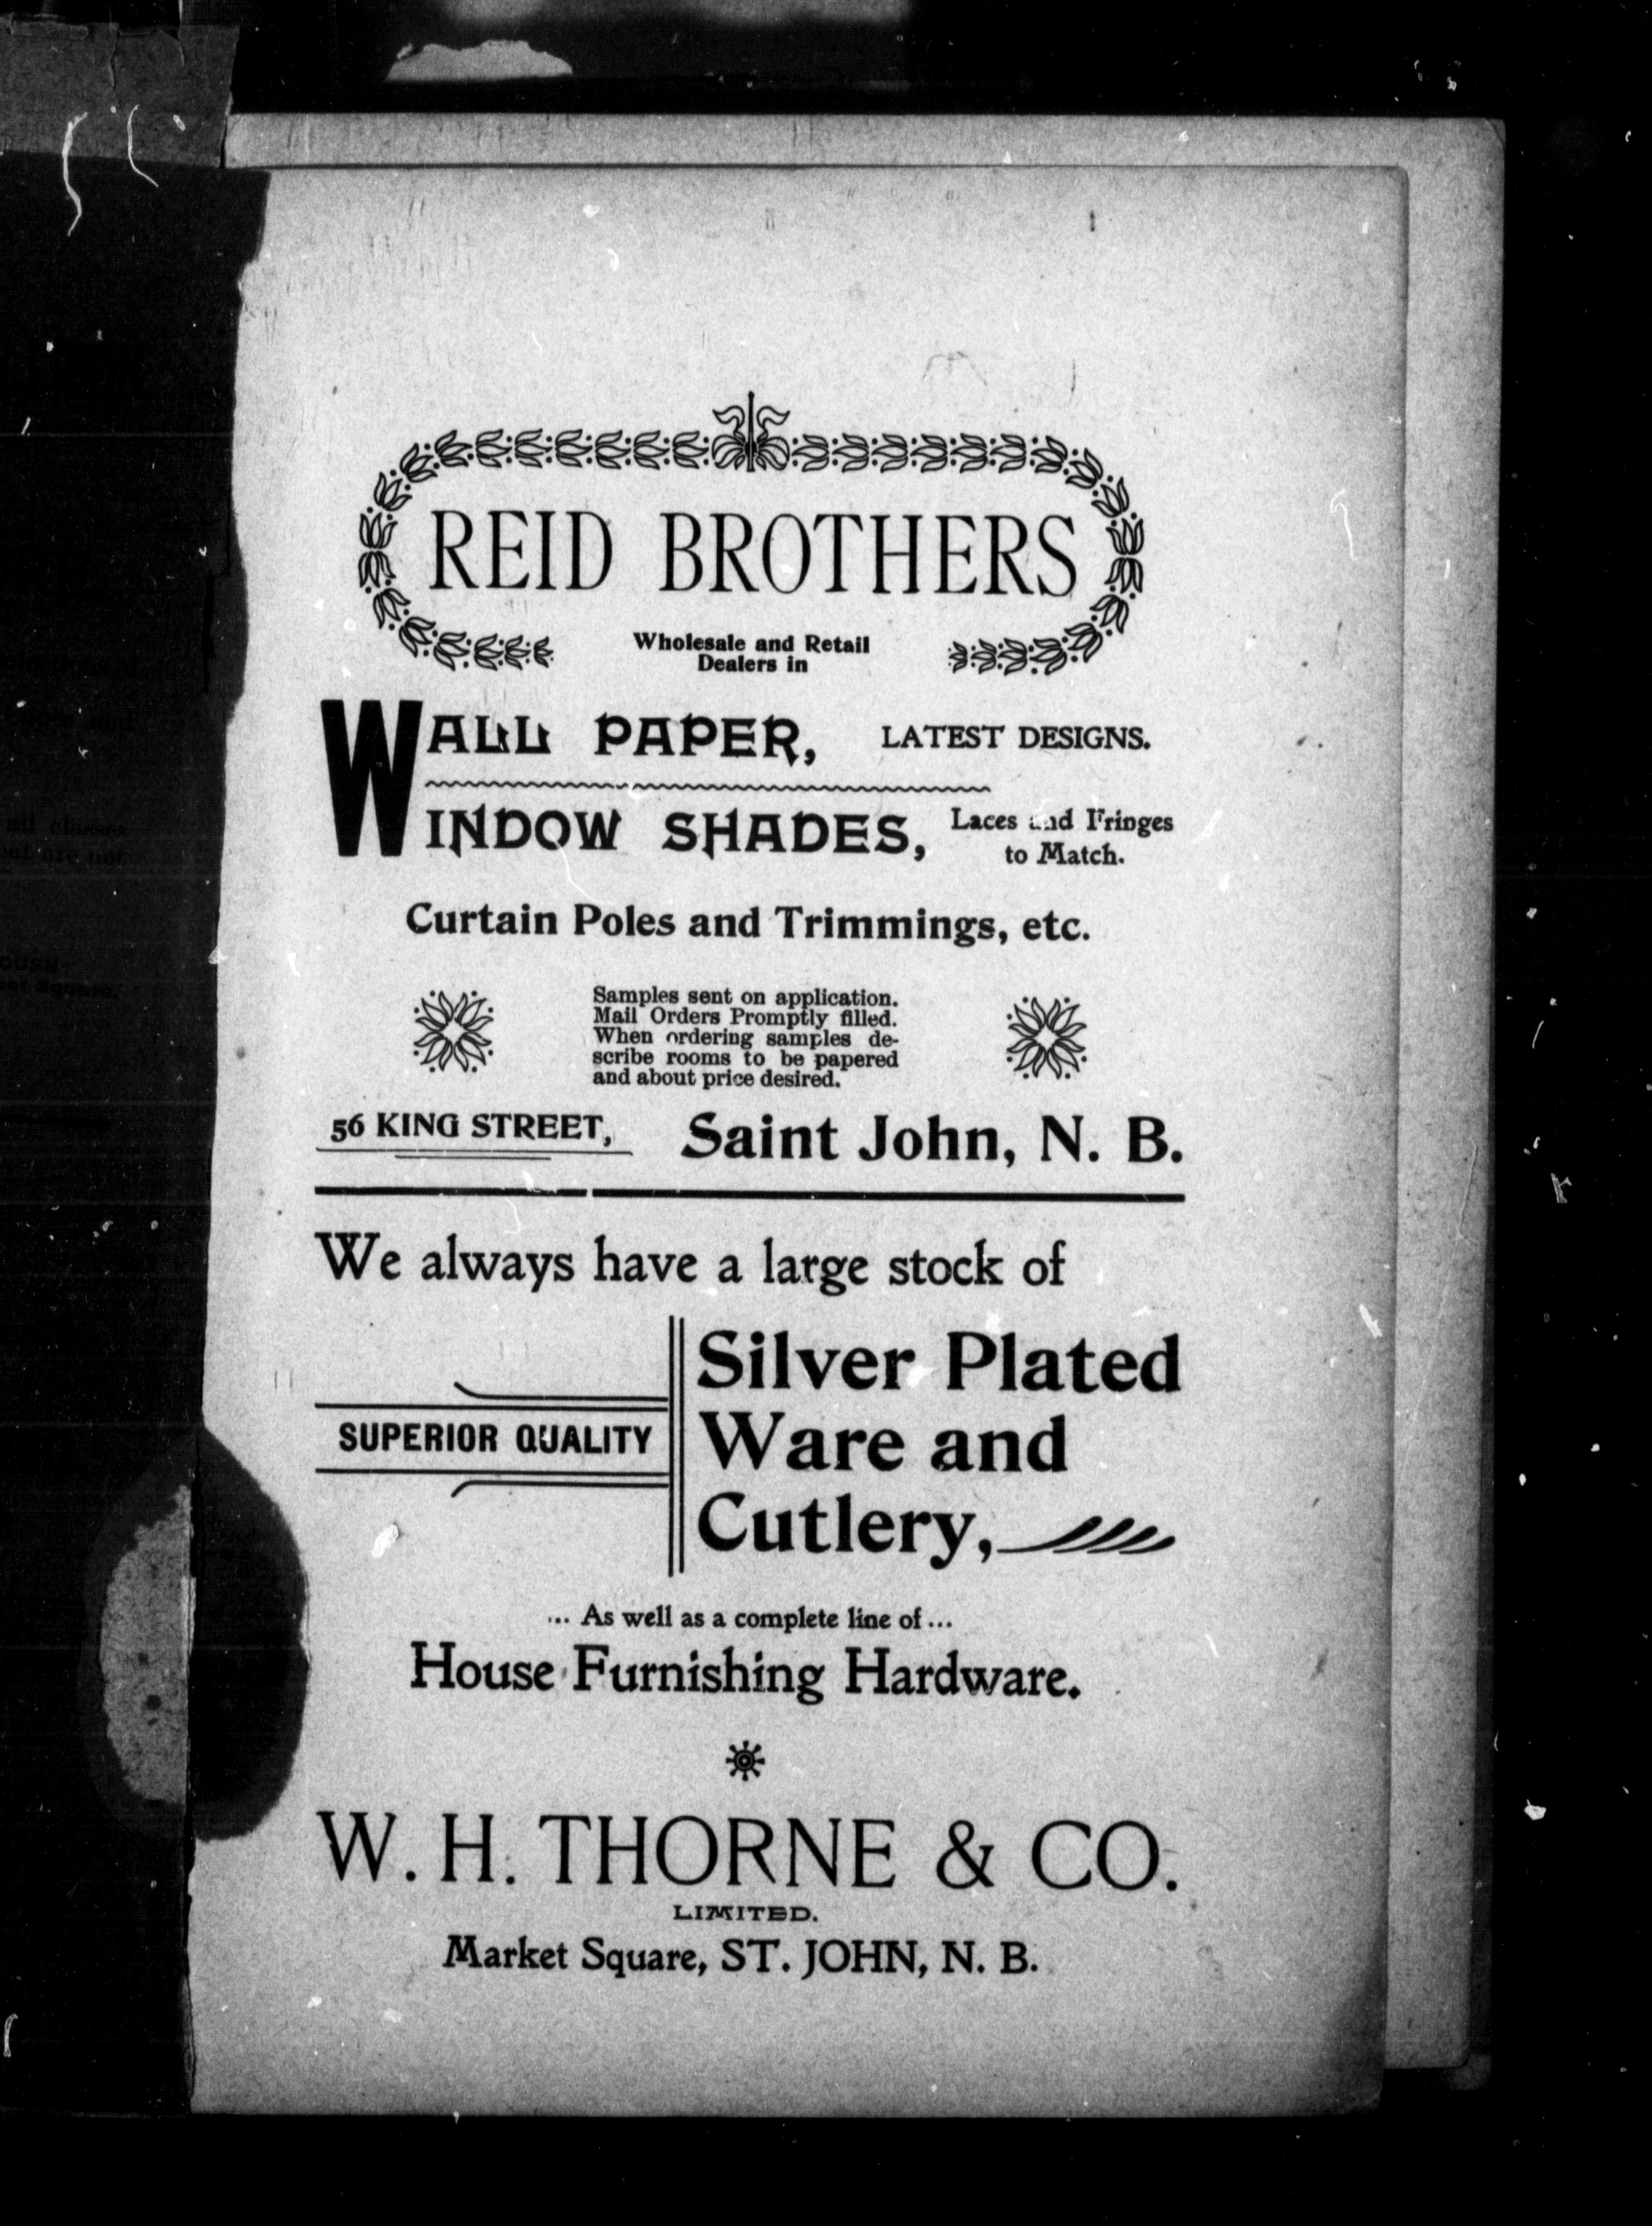 REID BROTHERS
Wholesale and Retail
Dealers in
WALL PAPER, LATEST DESIGNS.
WINDOW SHADES, Laces and Fringes
to Match.
Curtain Poles and Trimmings, etc.
Samples sent on application.
Mail Orders Promptly filled.
When ordering samples de-
scribe rooms to be papered
and about price desired.
56 KING STREET, Saint John, N. B.
We always have a large stock of
SUPERIOR QUALITY
Silver Plated
Ware and
Cutlery,
... As well as a complete line of ...
House Furnishing Hardware.
W. H. THORNE & CO.
LIMITED.
Market Square, ST. JOHN, N. B.